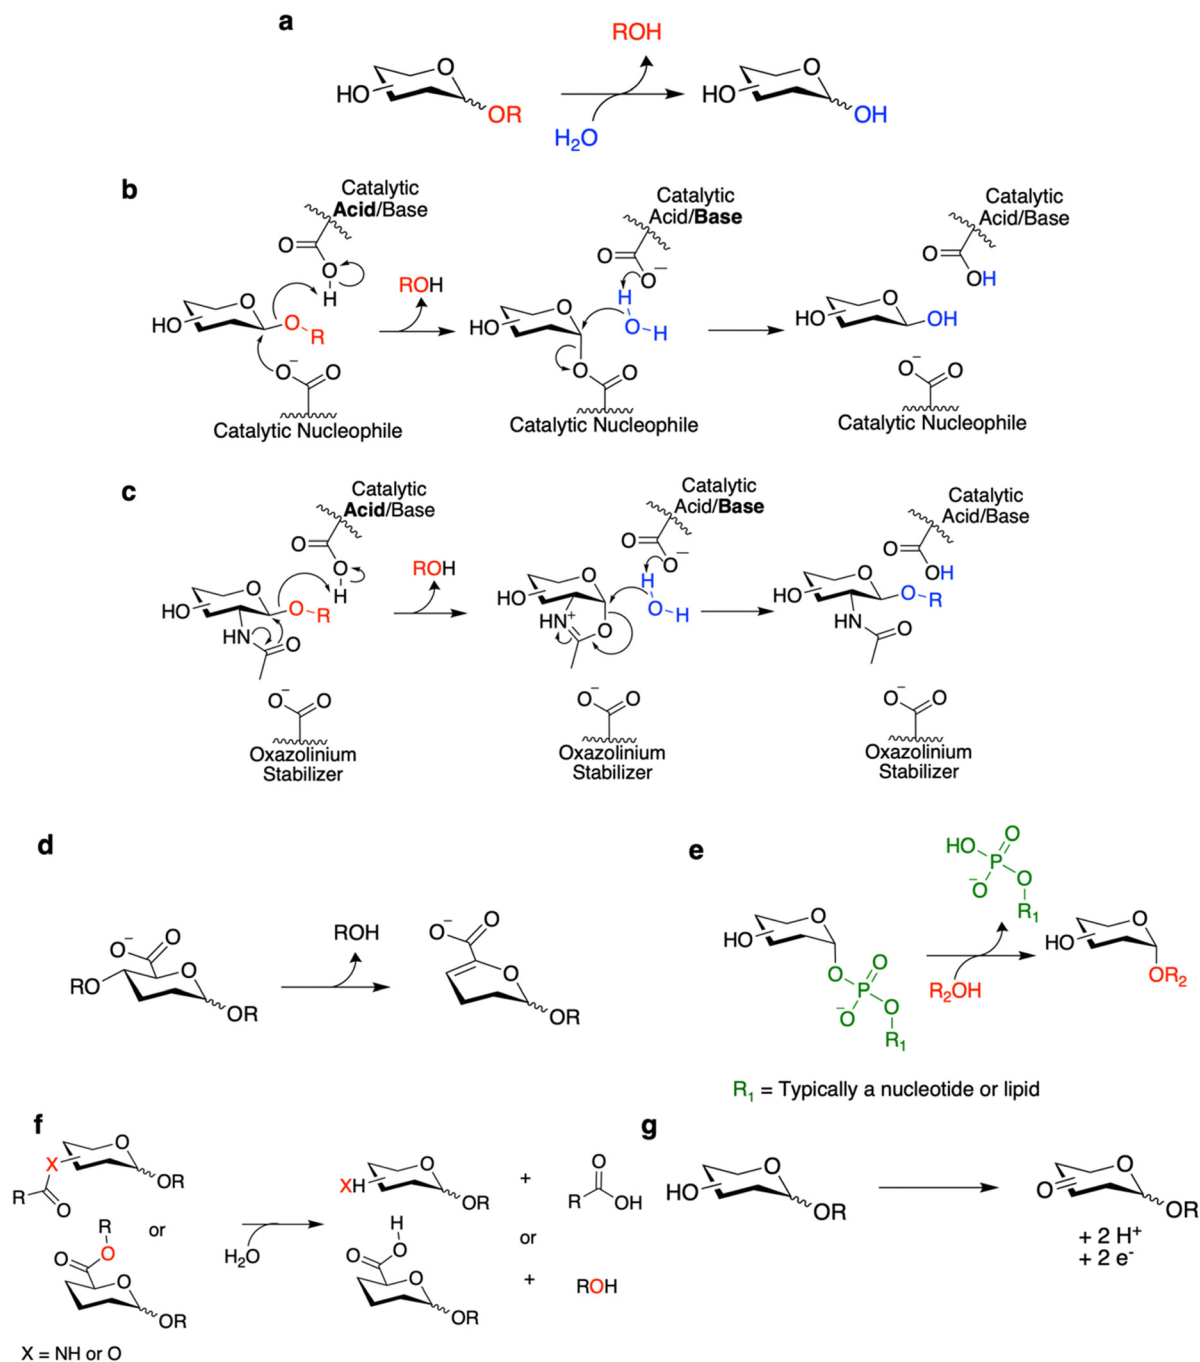 a
ROH
O
HO
OR
H2O
O
HO
OH
b
Catalytic
Acid/Base
O
O
H
ROH
O
HO
O
R
O−
O
Catalytic Nucleophile
Catalytic
Acid/Base
O
O−
H
O
HO
O-H
O
O
Catalytic Nucleophile
Catalytic
Acid/Base
O
OH
O
HO
OH
O−
O
Catalytic Nucleophile
c
Catalytic
Acid/Base
O
O
H
ROH
O
HO
O
R
HN
O
O−
O
Oxazolinium
Stabilizer
Catalytic
Acid/Base
O
O−
H
O
HO
O-H
HN+
O
O−
O
Oxazolinium
Stabilizer
Catalytic
Acid/Base
O
OH
O
HO
O
R
HN
O
O−
O
Oxazolinium
Stabilizer
d
O−
O
O
RO
OR
ROH
O−
O
O
OR
e
O
HO
O
O
P
−O
O
R1
HO
O
P
−O
O
R1
R2OH
O
HO
OR2
R1 = Typically a nucleotide or lipid
f
O
X
OR
R
O
or
R
O
O
O
OR
X = NH or O
H2O
O
XH
OR
+
O
R
OH
or
H
O
O
O
OR
+
ROH
g
O
HO
OR
O
O
OR
+ 2 H+
+ 2 e-